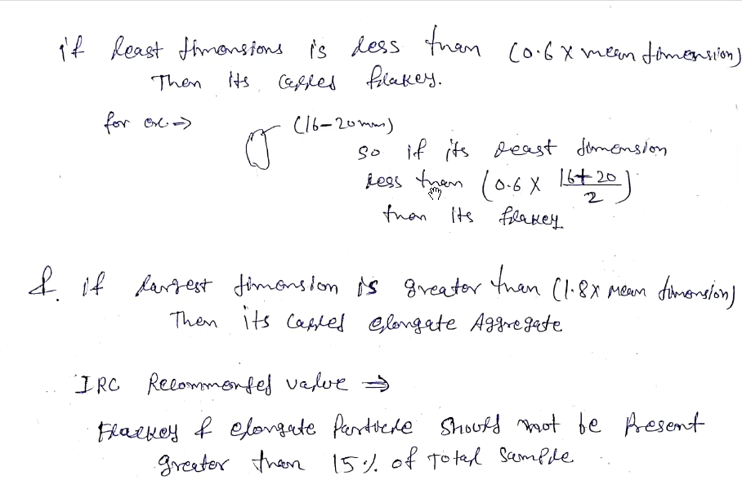 if least dimensions is less than (0.6 x mean dimension)
Then its called flakey.
for ex. ⇒ (16-20mm)
so if its least dimension
less than (0.6 x 16+20/2)
than its flakey
&. if largest dimension is greater than (1.8x mean dimension)
Then its called elongate Aggregate
IRC Recommended value ⇒
Flackey & elongate Particle should not be Present
greater than 15% of Total Sample